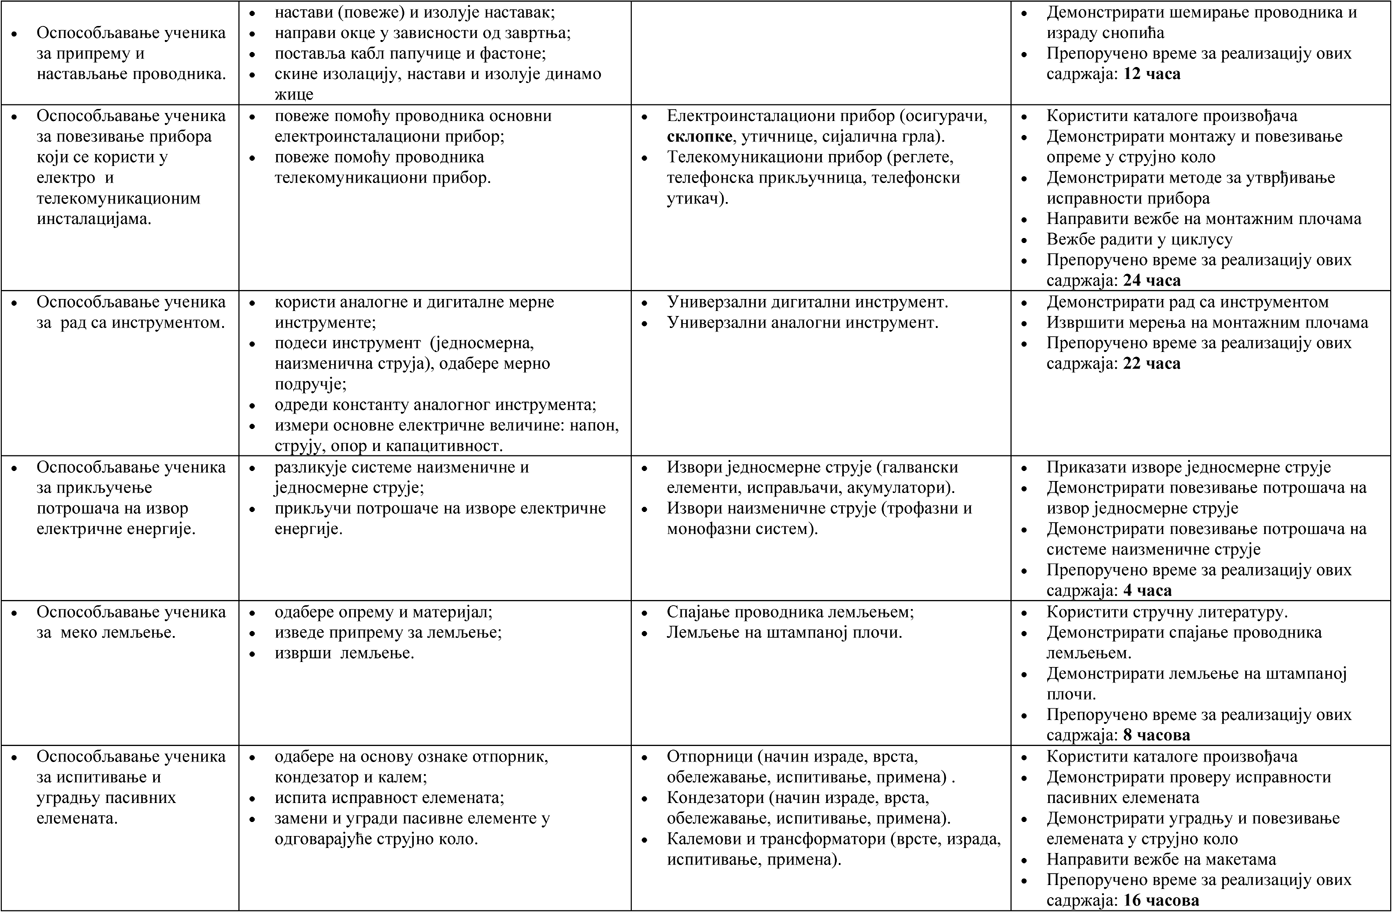 • Оспособљавање ученика
за припрему и
настављање проводника.
• настави (повеже) и изолује наставак;
• направи окце у зависности од завртња;
• поставља кабл папучице и фастоне;
• скине изолацију, настави и изолује динамо
жице
• Демонстрирати шемирање проводника и
израду снопића
• Препоручено време за реализацију ових
садржаја: 12 часа
• Оспособљавање ученика
за повезивање прибора
који се користи у
електро и
телекомуникационим
инсталацијама.
• повеже помоћу проводника основни
електроинсталациони прибор;
• повеже помоћу проводника
телекомуникациони прибор.
• Електроинсталациони прибор (осигурачи,
склопке, утичнице, сијалична грла).
• Телекомуникациони прибор (реглете,
телефонска прикључница, телефонски
утикач).
• Користити каталоге произвођача
• Демонстрирати монтажу и повезивање
опреме у струјно коло
• Демонстрирати методе за утврђивање
исправности прибора
• Направити вежбе на монтажним плочама
• Вежбе радити у циклусу
• Препоручено време за реализацију ових
садржаја: 24 часа
• Оспособљавање ученика
за рад са инструментом.
• користи аналогне и дигиталне мерне
инструменте;
• подеси инструмент (једносмерна,
наизменична струја), одабере мерно
подручје;
• одреди константу аналогног инструмента;
• измери основне електричне величине: напон,
струју, опор и капацитивност.
• Универзални дигитални инструмент.
• Универзални аналогни инструмент.
• Демонстрирати рад са инструментом
• Извршити мерења на монтажним плочама
• Препоручено време за реализацију ових
садржаја: 22 часа
• Оспособљавање ученика
за прикључење
потрошача на извор
електричне енергије.
• разликује системе наизменичне и
једносмерне струје;
• прикључи потрошаче на изворе електричне
енергије.
• Извори једносмерне струје (галвански
елементи, исправљачи, акумулатори).
• Извори наизменичне струје (трофазни и
монофазни систем).
• Приказати изворе једносмерне струје
• Демонстрирати повезивање потрошача на
извор једносмерне струје
• Демонстрирати повезивање потрошача на
системе наизменичне струје
• Препоручено време за реализацију ових
садржаја: 4 часа
• Оспособљавање ученика
за меко лемљење.
• одабере опрему и материјал;
• изведе припрему за лемљење;
• изврши лемљење.
• Спајање проводника лемљењем;
• Лемљење на штампаној плочи.
• Користити стручну литературу.
• Демонстрирати спајање проводника
лемљењем.
• Демонстрирати лемљење на штампаној
плочи.
• Препоручено време за реализацију ових
садржаја: 8 часова
• Оспособљавање ученика
за испитивање и
уградњу пасивних
елемената.
• одабере на основу ознаке отпорник,
кондезатор и калем;
• испита исправност елемената;
• замени и угради пасивне елементе у
одговарајуће струјно коло.
• Отпорници (начин израде, врста,
обележавање, испитивање, примена) .
• Кондезатори (начин израде, врста,
обележавање, испитивање, примена).
• Калемови и трансформатори (врсте, израда,
испитивање, примена).
• Користити каталоге произвођача
• Демонстрирати проверу исправности
пасивних елемената
• Демонстрирати уградњу и повезивање
елемената у струјно коло
• Направити вежбе на макетама
• Препоручено време за реализацију ових
садржаја: 16 часова